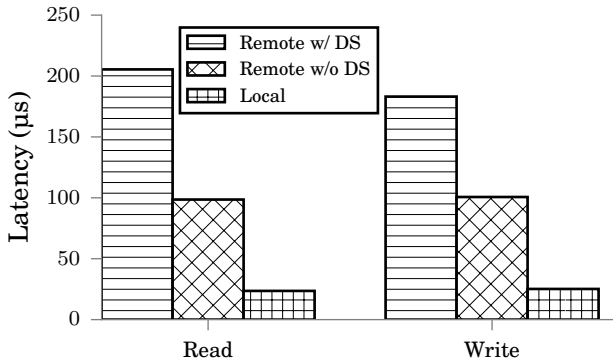 250
200
150
100
50
0
Latency (µs)
Remote w/ DS
Remote w/o DS
Local
Read
Write